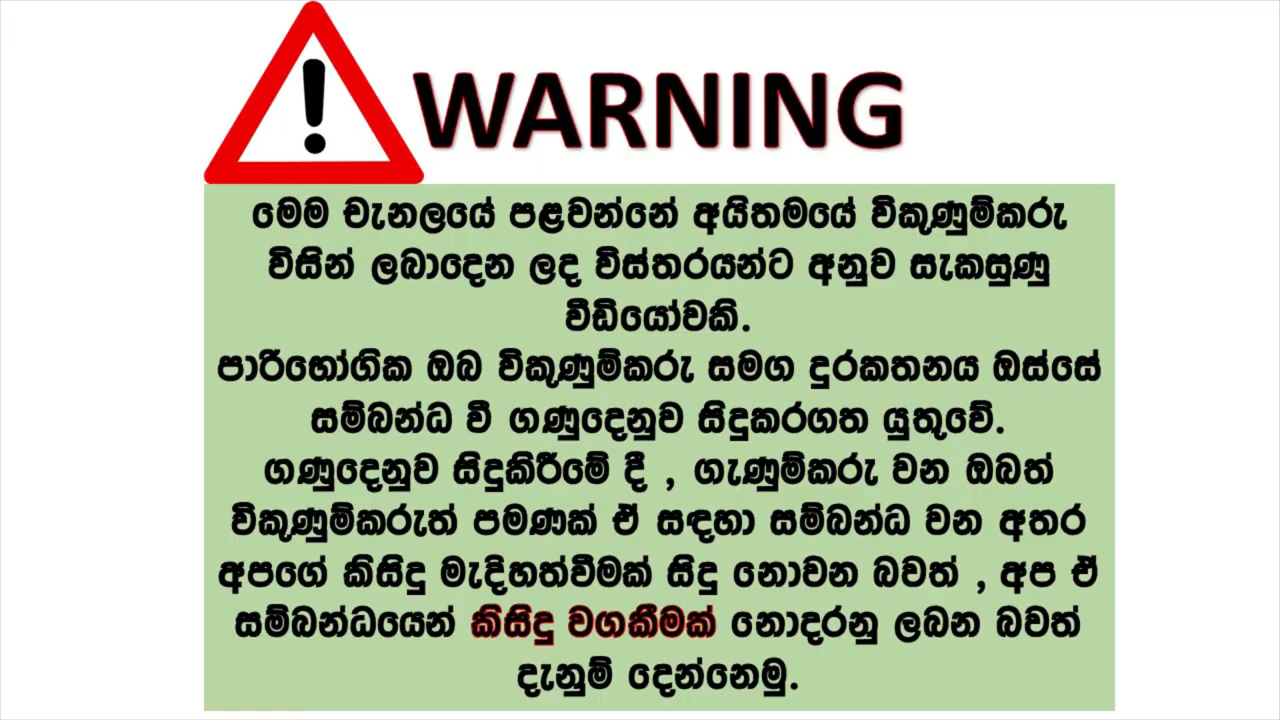 WARNING
මෙම චැනලයේ පළවන්නේ අයිතමයේ විකුණුම්කරු
විසින් ලබාදෙන ලද විස්තරයන්ට අනුව සැකසුණු
වීඩියෝවකි.
පාරිභෝගික ඔබ විකුණුම්කරු සමග දුරකතනය ඔස්සේ
සම්බන්ධ වී ගණුදෙනුව සිදුකරගත යුතුවේ.
ගණුදෙනුව සිදුකිරීමේ දී , ගැණුම්කරු වන ඔබත්
විකුණුම්කරුත් පමණක් ඒ සඳහා සම්බන්ධ වන අතර
අපගේ කිසිදු මැදිහත්වීමක් සිදු නොවන බවත් , අප ඒ
සම්බන්ධයෙන් කිසිදු වගකීමක් නොදරනු ලබන බවත්
දැනුම් දෙන්නෙමු.